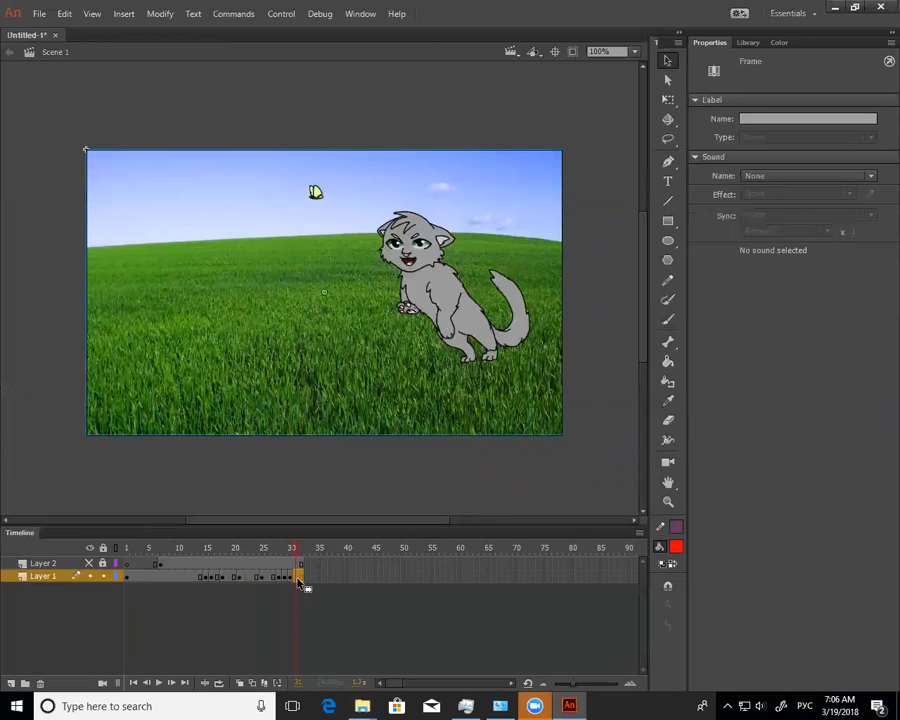 An File Edit View Insert Modify Text Commands Control Debug Window Help Essentials
Untitled-1* ×
Scene 1 100%
Properties Library Color
Frame
Label
Name:
Type:
Sound
Name: None
Effect:
Sync:
x 1
No sound selected
Timeline
1 5 10 15 20 25 30 35 40 45 50 55 60 65 70 75 80 85 90
Layer 2
Layer 1
31
Type here to search
РУС
7:06 AM
3/19/2018
2